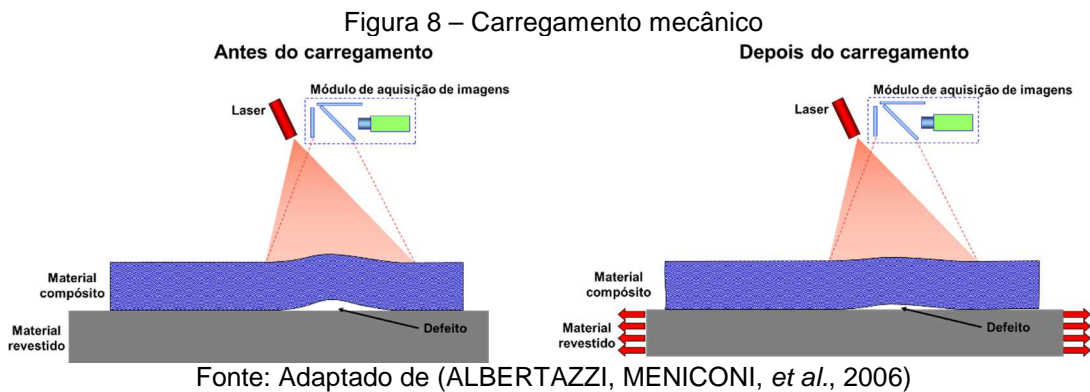 Figura 8 – Carregamento mecânico
Antes do carregamento
Módulo de aquisição de imagens
Laser
Material
compósito
Material
revestido
Defeito
Depois do carregamento
Módulo de aquisição de imagens
Laser
Material
compósito
Material
revestido
Defeito
Fonte: Adaptado de (ALBERTAZZI, MENICONI, et al., 2006)